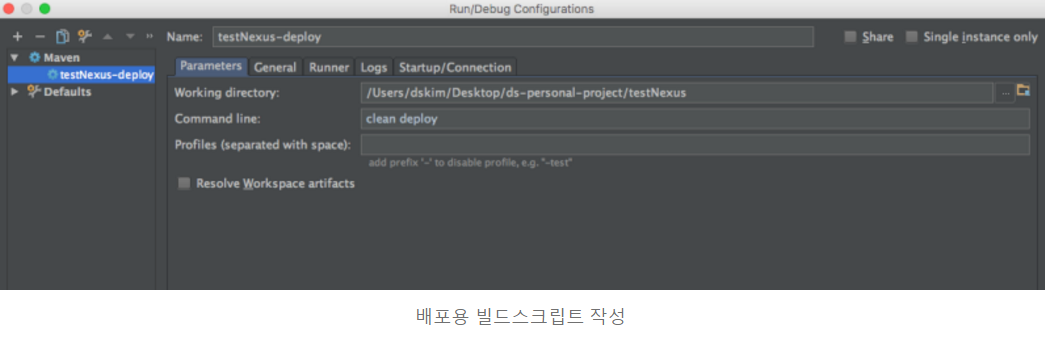 Run/Debug Configurations
Name: testNexus-deploy Share Single instance only
Maven
testNexus-deploy
Defaults
Parameters General Runner Logs Startup/Connection
Working directory: /Users/dskim/Desktop/ds-personal-project/testNexus ...
Command line: clean deploy
Profiles (separated with space):
add prefix '-' to disable profile, e.g. "-test"
Resolve Workspace artifacts
배포용 빌드스크립트 작성